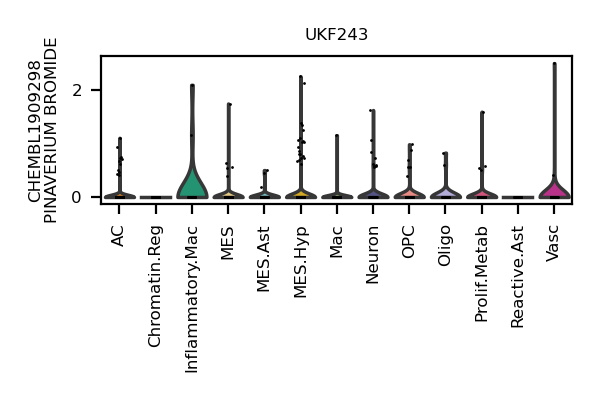 UKF243
CHEMBL1909298
PINAVERIUM BROMIDE
2
0
AC
Chromatin.Reg
Inflammatory.Mac
MES
MES.Ast
MES.Hyp
Mac
Neuron
OPC
Oligo
Prolif.Metab
Reactive.Ast
Vasc